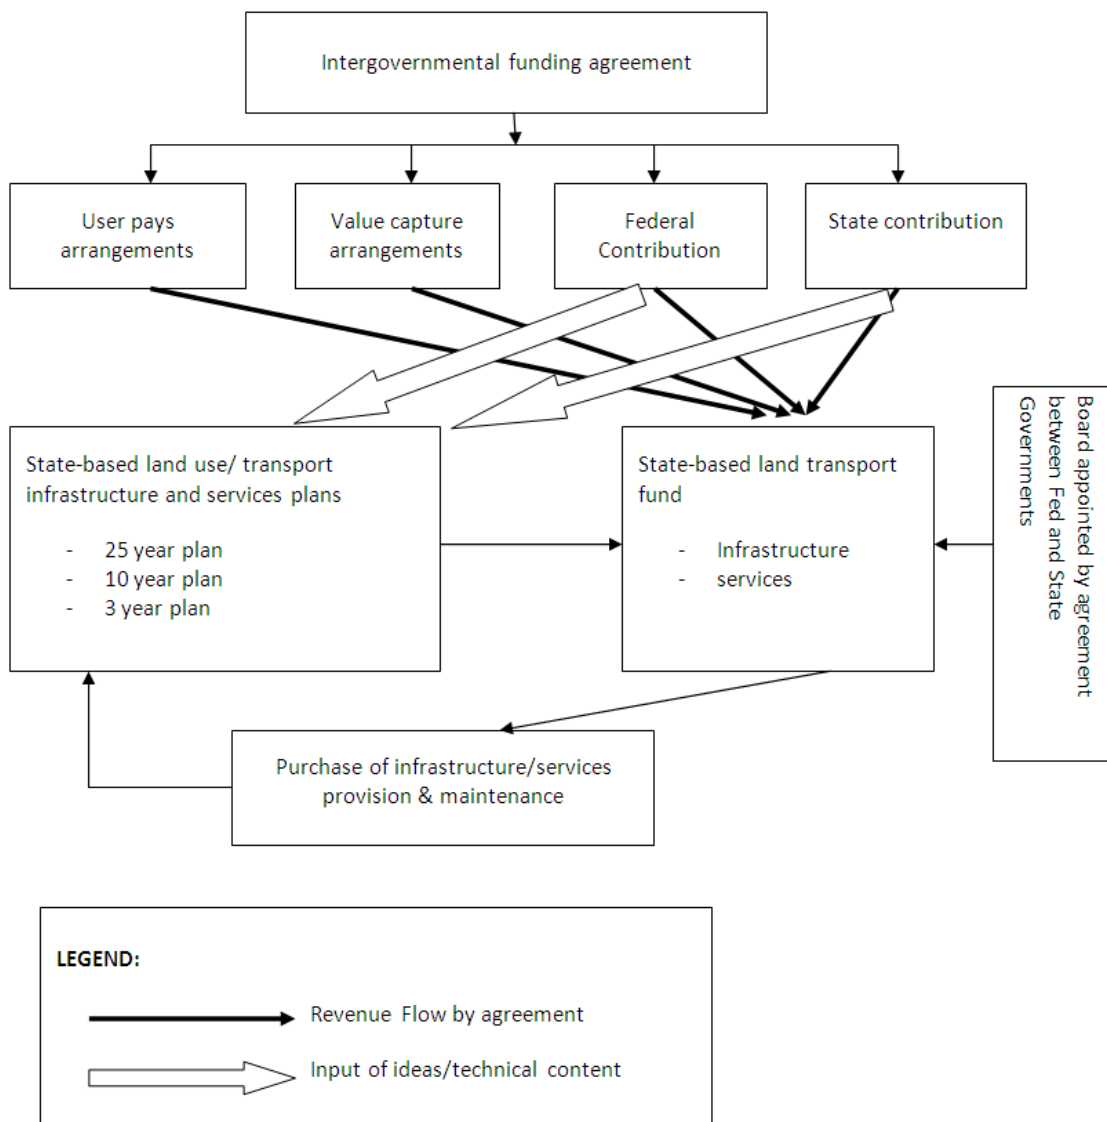 Intergovernmental funding agreement
User pays
arrangements
Value capture
arrangements
Federal
Contribution
State contribution
State-based land use/ transport
infrastructure and services plans
- 25 year plan
- 10 year plan
- 3 year plan
State-based land transport
fund
- Infrastructure
- services
Board appointed by agreement
between Fed and State
Governments
Purchase of infrastructure/services
provision & maintenance
LEGEND:
Revenue Flow by agreement
Input of ideas/technical content